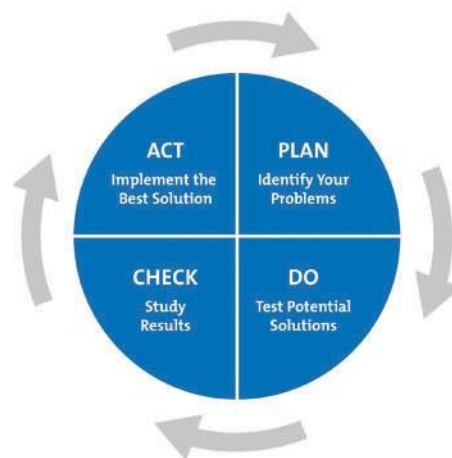 ACT
Implement the
Best Solution
PLAN
Identify Your
Problems
CHECK
Study
Results
DO
Test Potential
Solutions